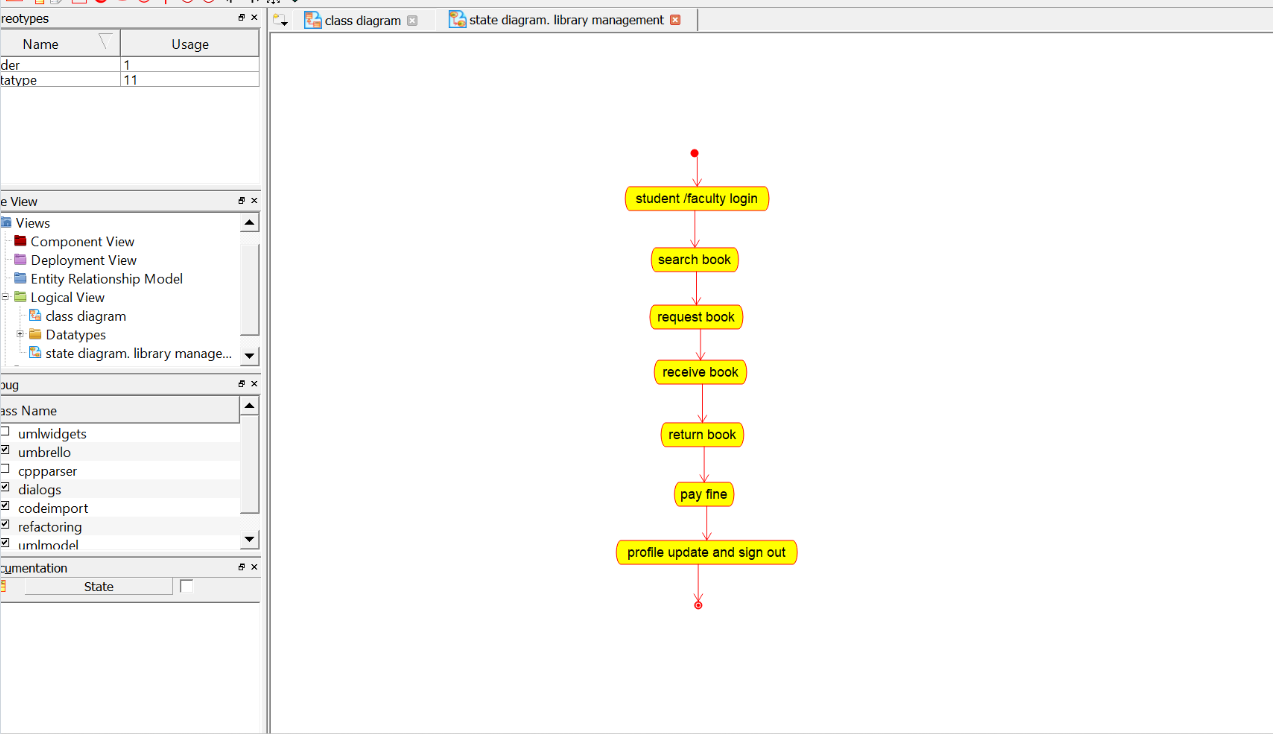 reotypes
class diagram
state diagram. library management
Name
Usage
der
1
tatype
11
e View
Views
Component View
Deployment View
Entity Relationship Model
Logical View
class diagram
Datatypes
state diagram. library manage...
bug
ass Name
umlwidgets
umbrello
cppparser
dialogs
codeimport
refactoring
umlmodel
cumentation
State
student /faculty login
search book
request book
receive book
return book
pay fine
profile update and sign out